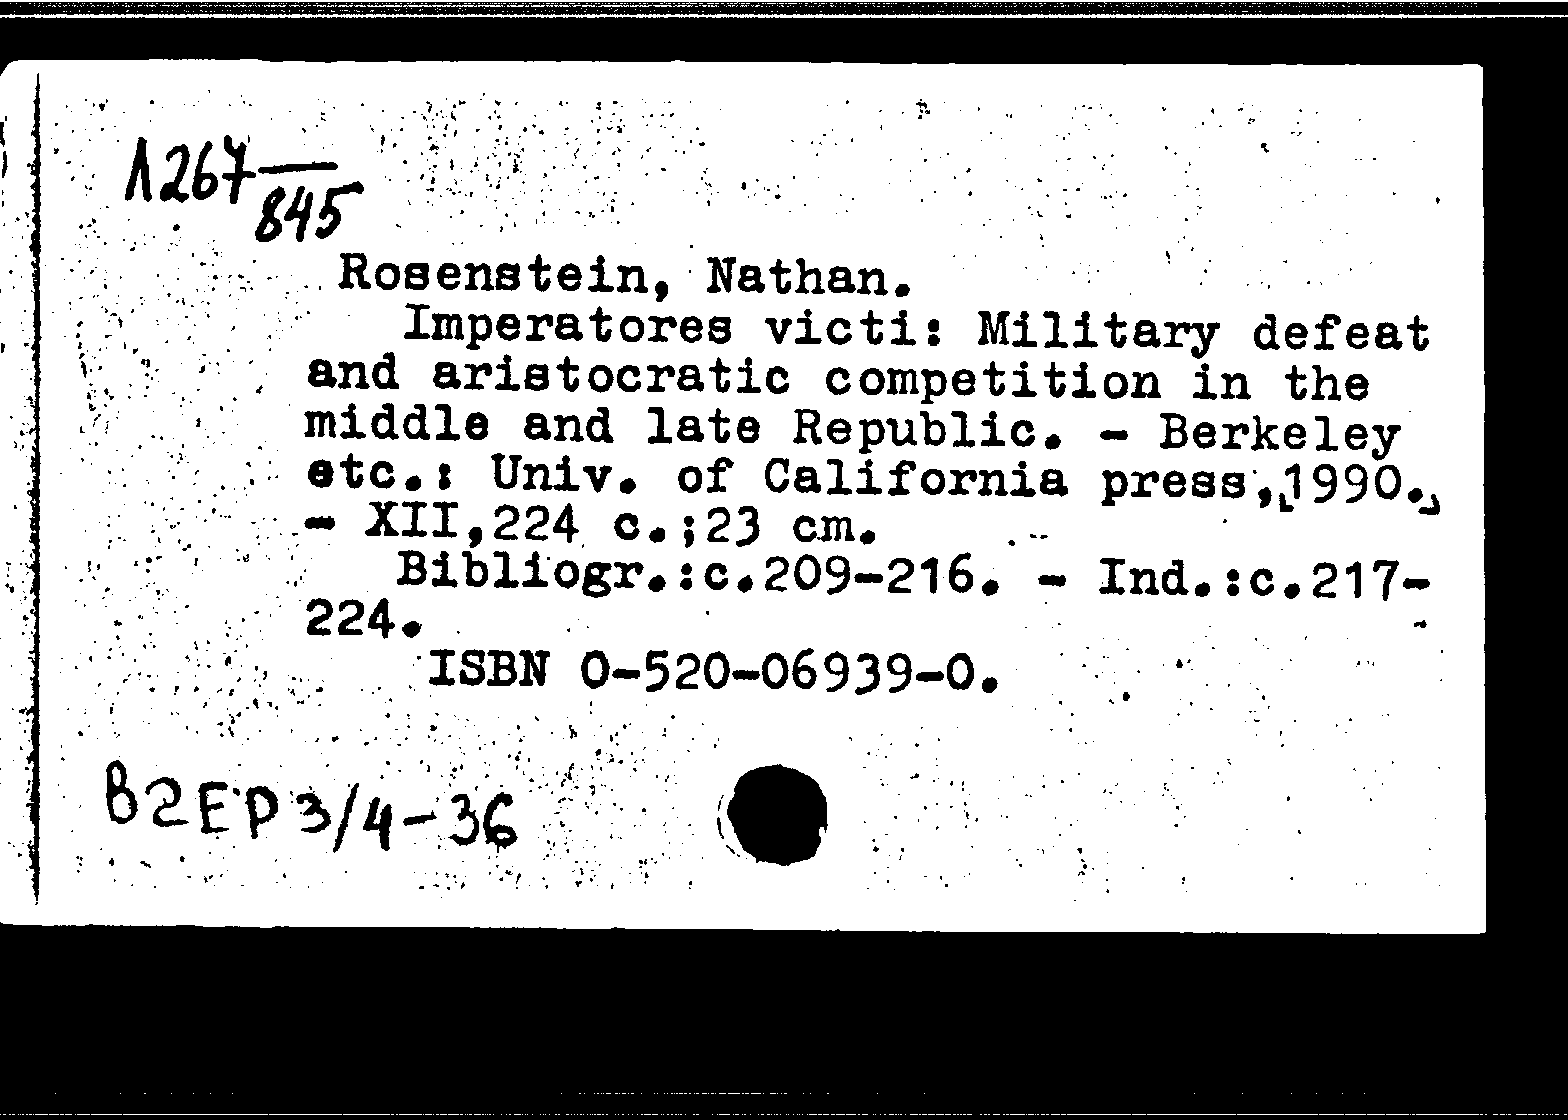 Л267
845
Rosenstein, Nathan.
Imperatores victi: Military defeat
and aristocratic competition in the
middle and late Republic. - Berkeley
etc.: Univ. of California press,[1990.]
- XII,224 c.;23 cm.
Bibliogr.:c.209-216. - Ind.:c.217-
224.
ISBN 0-520-06939-0.
В2ЕР3/4-36